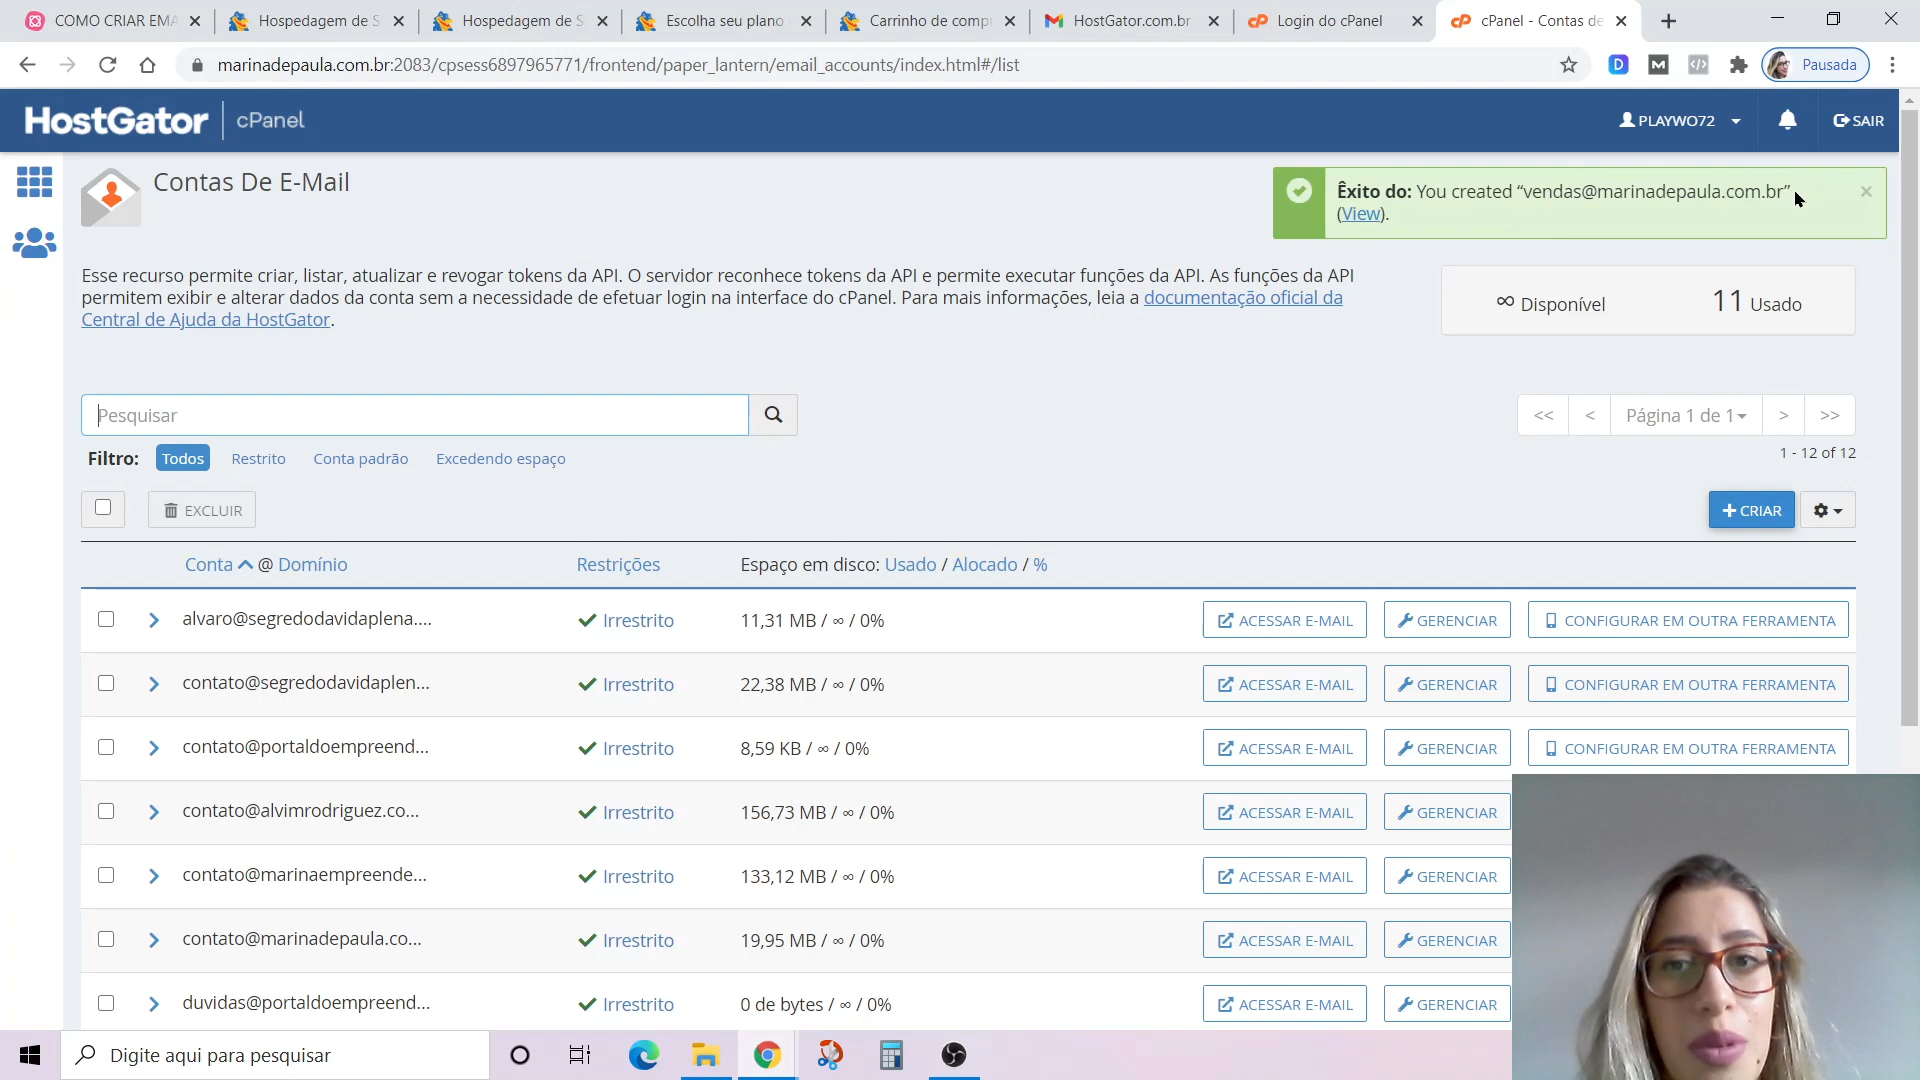 COMO CRIAR EMA
Hospedagem de S
Hospedagem de S
Escolha seu plano
Carrinho de comp
HostGator.com.br
Login do cPanel
cPanel - Contas de
marinadepaula.com.br:2083/cpsess6897965771/frontend/paper_lantern/email_accounts/index.html#/list
Pausada
HostGator
cPanel
PLAYWO72
SAIR
Contas De E-Mail
Êxito do: You created “vendas@marinadepaula.com.br”
(View).
Esse recurso permite criar, listar, atualizar e revogar tokens da API. O servidor reconhece tokens da API e permite executar funções da API. As funções da API
permitem exibir e alterar dados da conta sem a necessidade de efetuar login na interface do cPanel. Para mais informações, leia a documentação oficial da
Central de Ajuda da HostGator.
∞ Disponível
11 Usado
Pesquisar
<< < Página 1 de 1 > >>
Filtro: Todos Restrito Conta padrão Excedendo espaço
1 - 12 of 12
EXCLUIR
+ CRIAR
Conta @ Domínio Restrições Espaço em disco: Usado / Alocado / %
alvaro@segredodavidaplena.... Irrestrito 11,31 MB / ∞ / 0% ACESSAR E-MAIL GERENCIAR CONFIGURAR EM OUTRA FERRAMENTA
contato@segredodavidaplen... Irrestrito 22,38 MB / ∞ / 0% ACESSAR E-MAIL GERENCIAR CONFIGURAR EM OUTRA FERRAMENTA
contato@portaldoempreend... Irrestrito 8,59 KB / ∞ / 0% ACESSAR E-MAIL GERENCIAR CONFIGURAR EM OUTRA FERRAMENTA
contato@alvimrodriguez.co... Irrestrito 156,73 MB / ∞ / 0% ACESSAR E-MAIL GERENCIAR
contato@marinaempreende... Irrestrito 133,12 MB / ∞ / 0% ACESSAR E-MAIL GERENCIAR
contato@marinadepaula.co... Irrestrito 19,95 MB / ∞ / 0% ACESSAR E-MAIL GERENCIAR
duvidas@portaldoempreend... Irrestrito 0 de bytes / ∞ / 0% ACESSAR E-MAIL GERENCIAR
Digite aqui para pesquisar